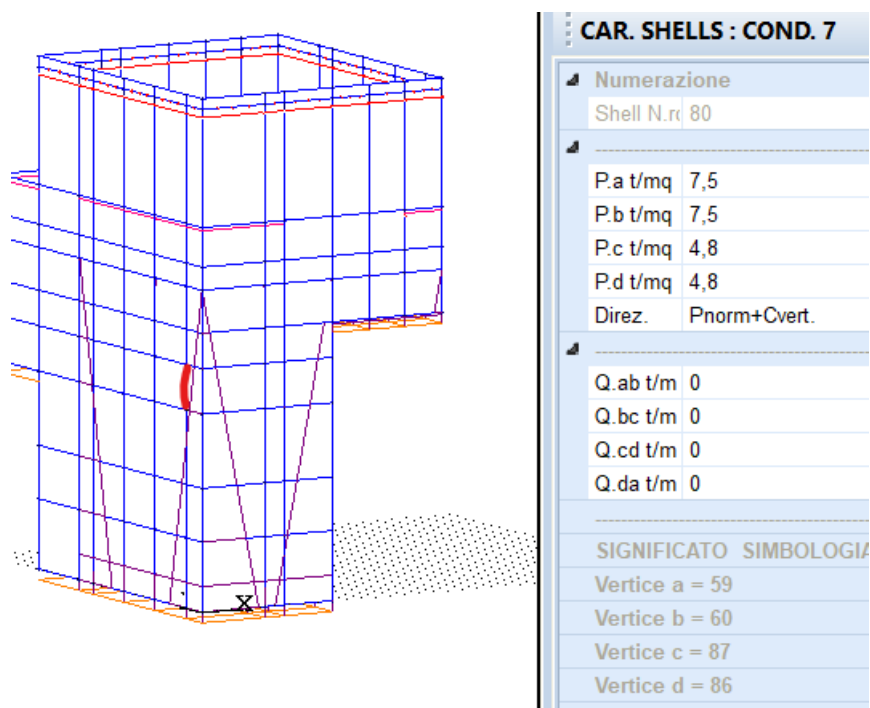 CAR. SHELLS : COND. 7
Numerazione
Shell N.ro 80
P.a t/mq 7,5
P.b t/mq 7,5
P.c t/mq 4,8
P.d t/mq 4,8
Direz. Pnorm+Cvert.
Q.ab t/m 0
Q.bc t/m 0
Q.cd t/m 0
Q.da t/m 0
SIGNIFICATO SIMBOLOGIA
Vertice a = 59
Vertice b = 60
Vertice c = 87
Vertice d = 86
X